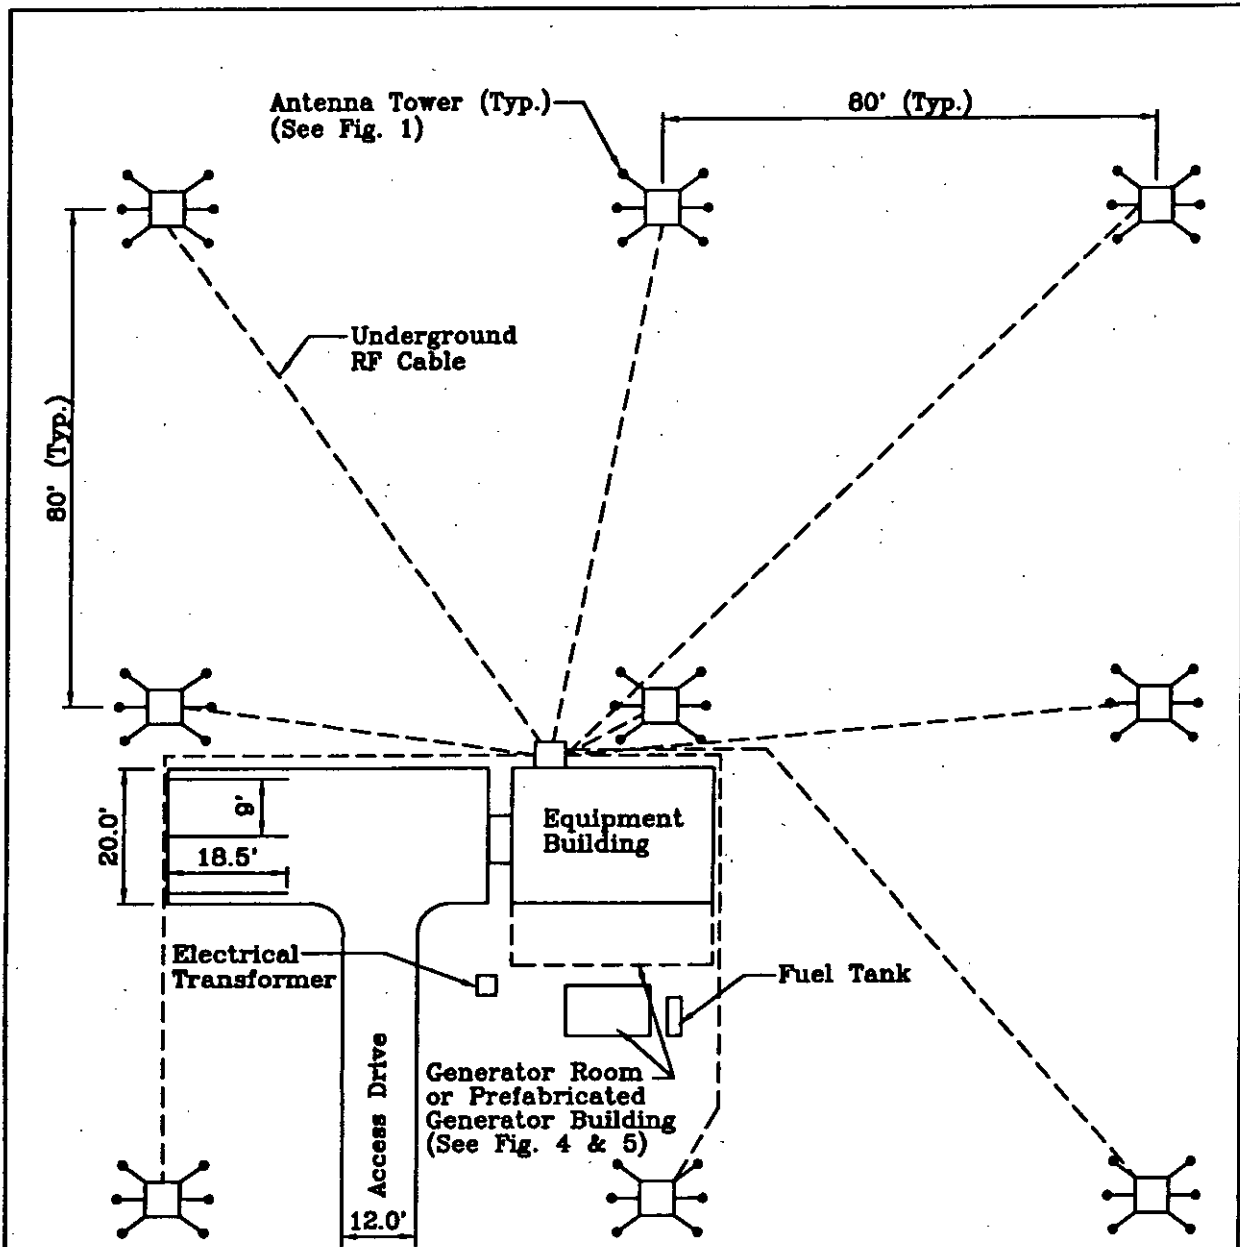 Antenna Tower (Typ.)
(See Fig. 1)
80' (Typ.)
Underground
RF Cable
80' (Typ.)
20.0'
9'
18.5'
Equipment
Building
Electrical
Transformer
Fuel Tank
Access Drive
Generator Room
or Prefabricated
Generator Building
(See Fig. 4 & 5)
12.0'